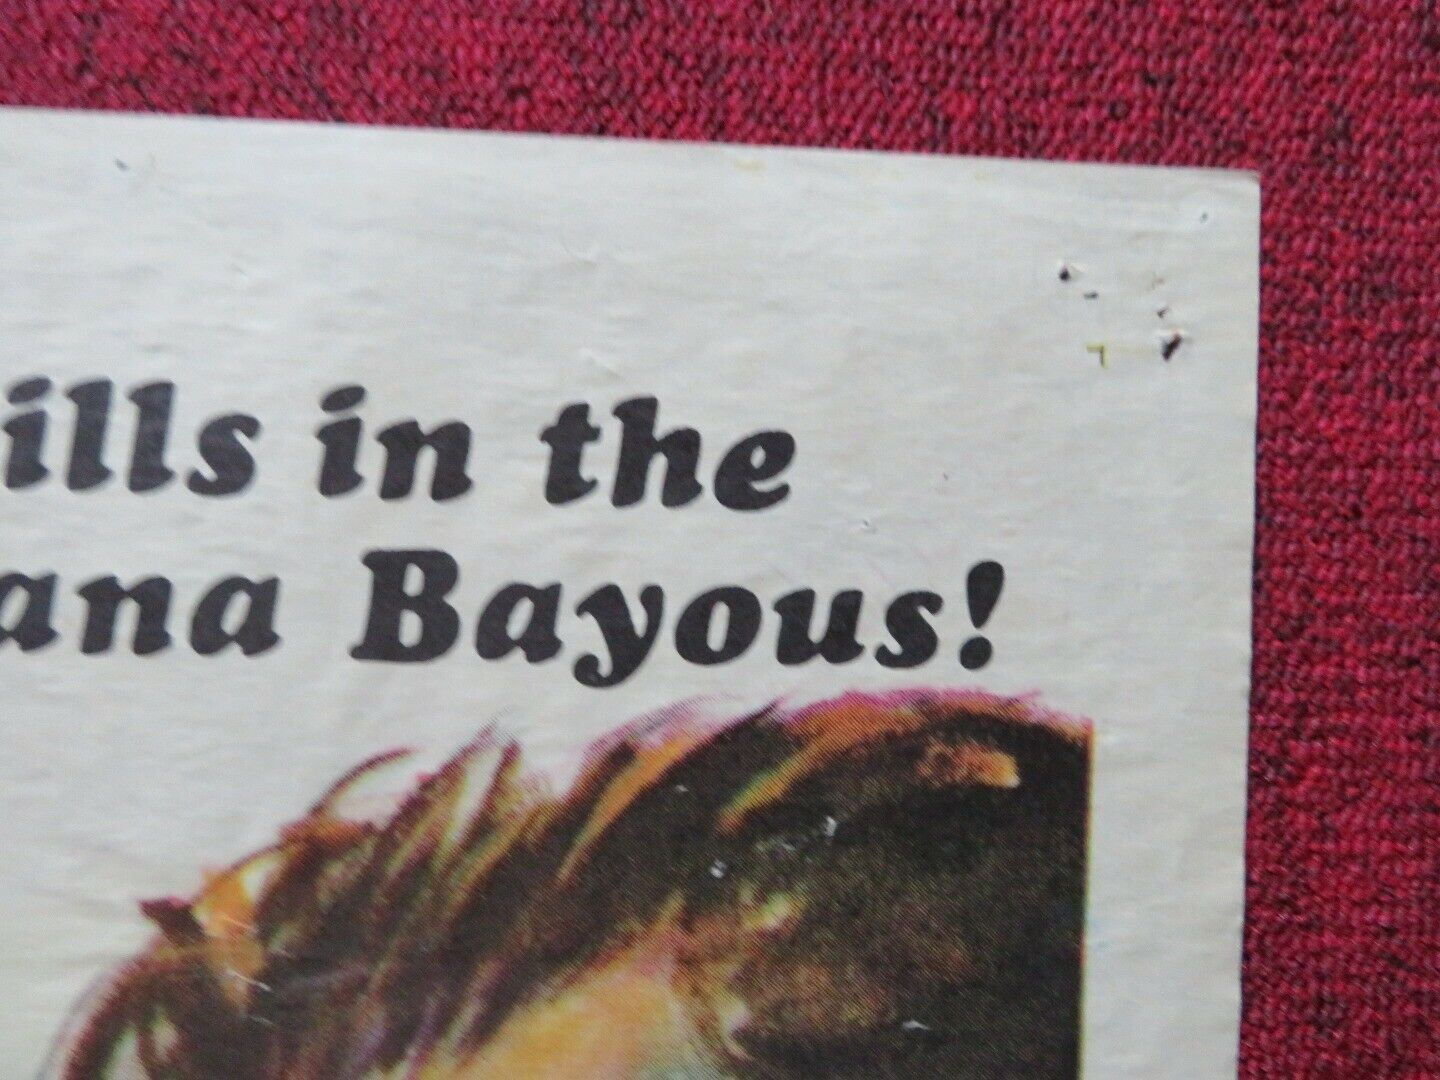 ills in the
ana Bayous!